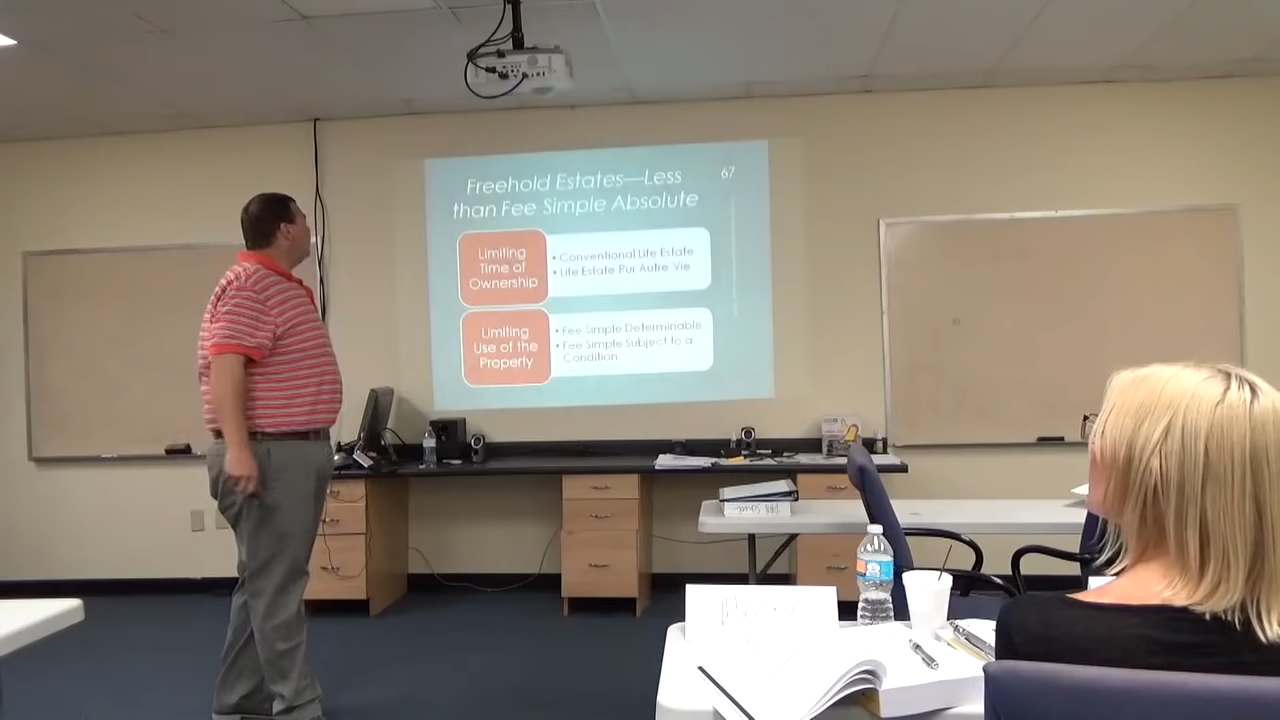 Freehold Estates—Less
than Fee Simple Absolute
67
Limiting
Time of
Ownership
• Conventional Life Estate
• Life Estate Pur Autre Vie
Limiting
Use of the
Property
• Fee Simple Determinable
• Fee Simple Subject to a
Condition